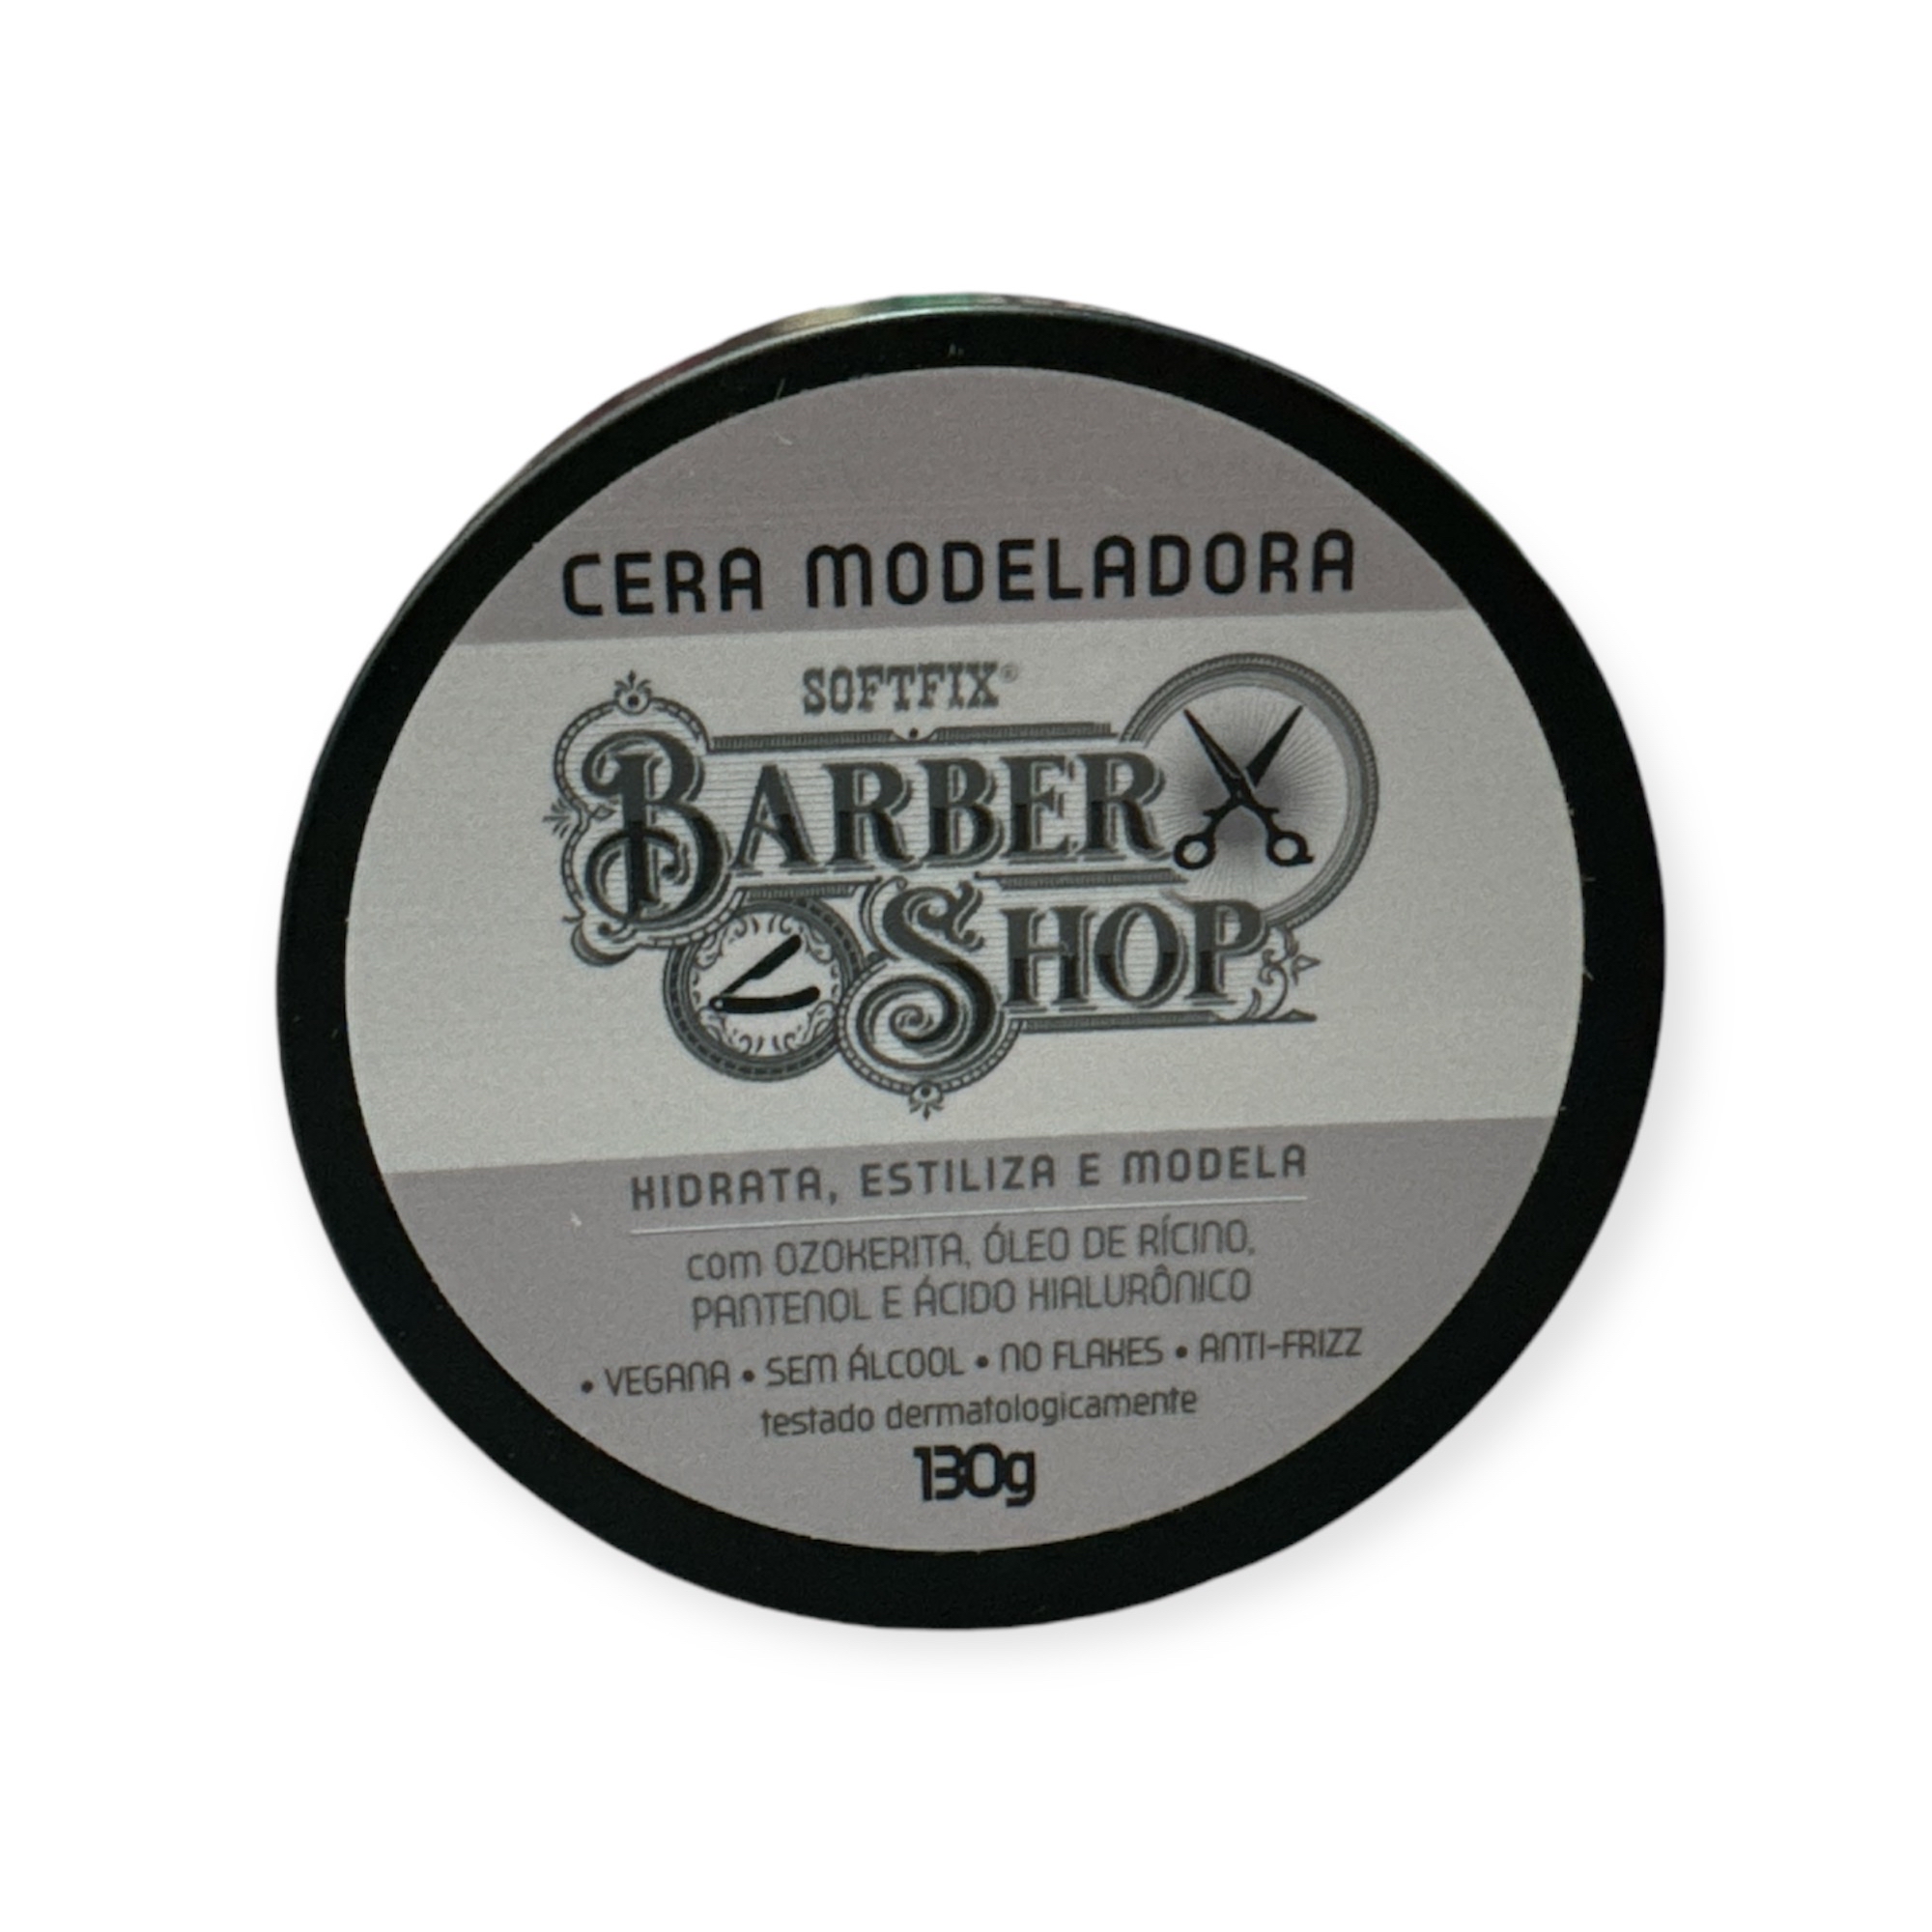 CERA MODELADORA
SOFTFIX®
BARBER
SHOP
HIDRATA, ESTILIZA E MODELA
com OZOKERITA, ÓLEO DE RÍCINO,
PANTENOL E ÁCIDO HIALURÔNICO
• VEGANA • SEM ÁLCOOL • NO FLAKES • ANTI-FRIZZ
testado dermatologicamente
130g